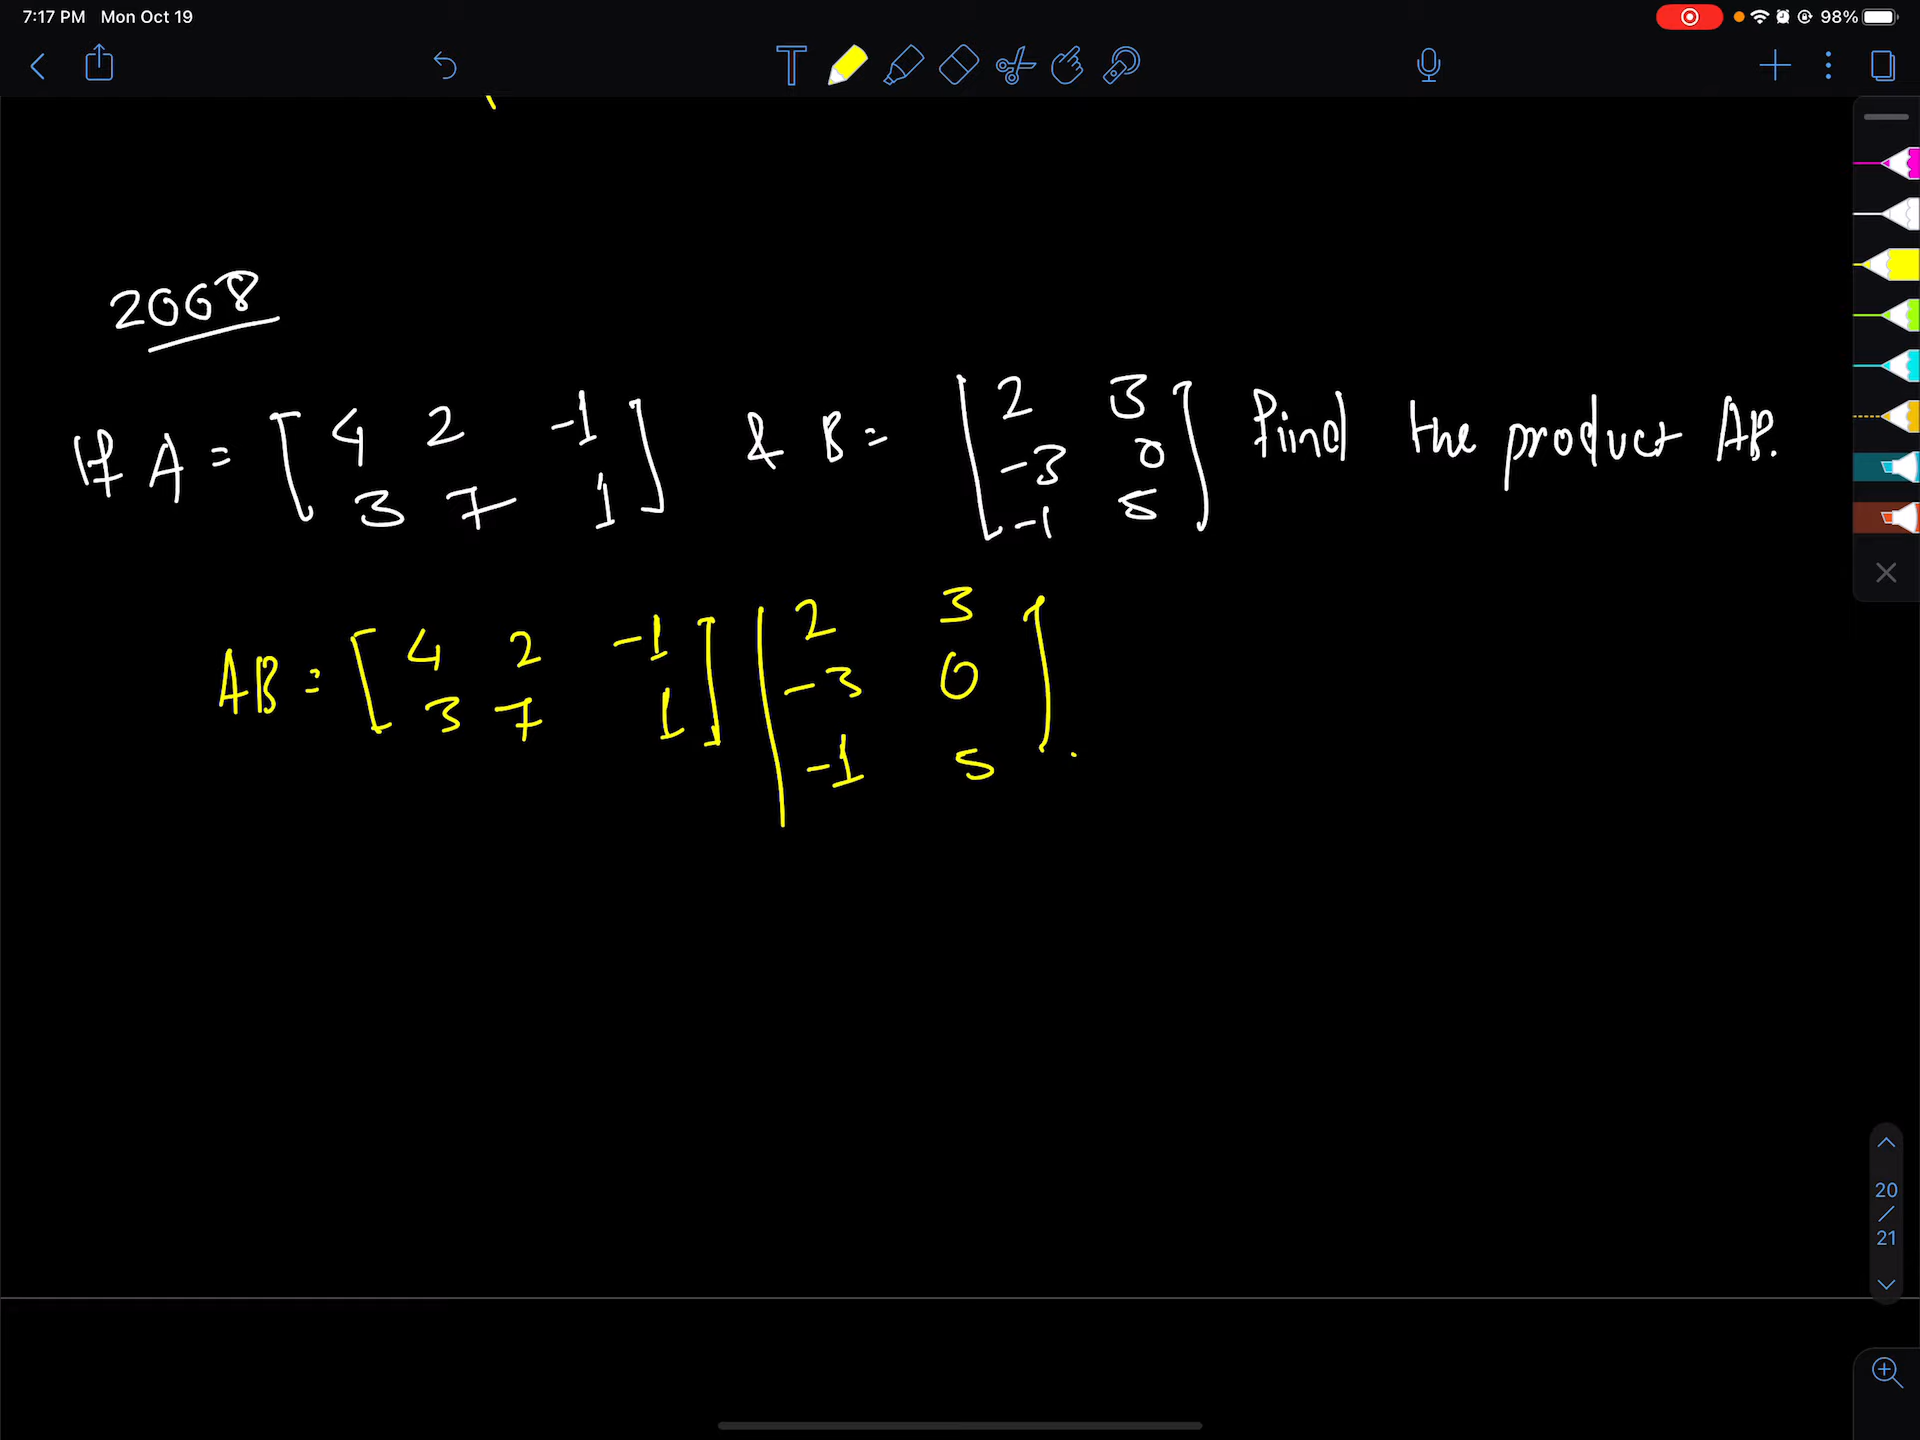 7:17 PM Mon Oct 19 98%
T
2008
If A = [ 4 2 -1 ] & B = [ 2 3 ] find the product AB.
3 7 1 -3 0
-1 5
AB = [ 4 2 -1 ] [ 2 3 ]
3 7 1 -3 0
-1 5
20
/
21